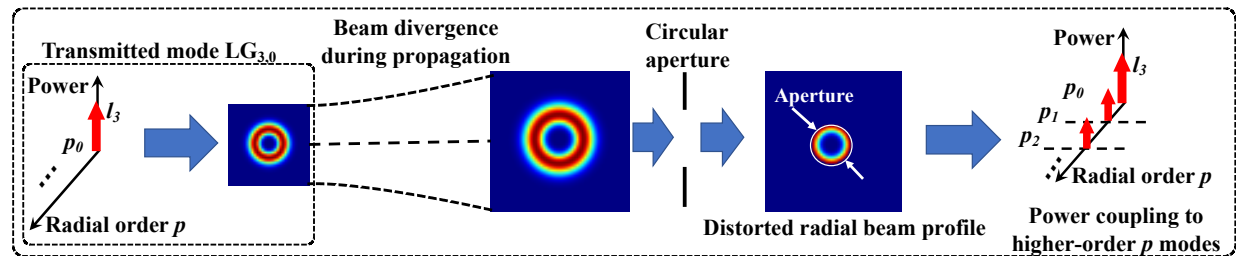 Transmitted mode LG3,0
Power
l3
p0
Radial order p
Beam divergence
during propagation
Circular
aperture
Aperture
Distorted radial beam profile
Power
l3
p0
p1
p2
Radial order p
Power coupling to
higher-order p modes